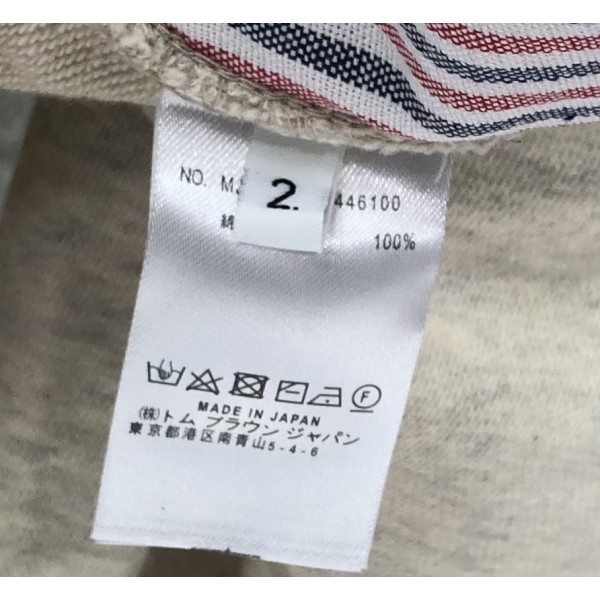 NO. 446100
2.
綿 100%
MADE IN JAPAN
(株)トム ブラウン ジャパン
東京都港区南青山5-4-6